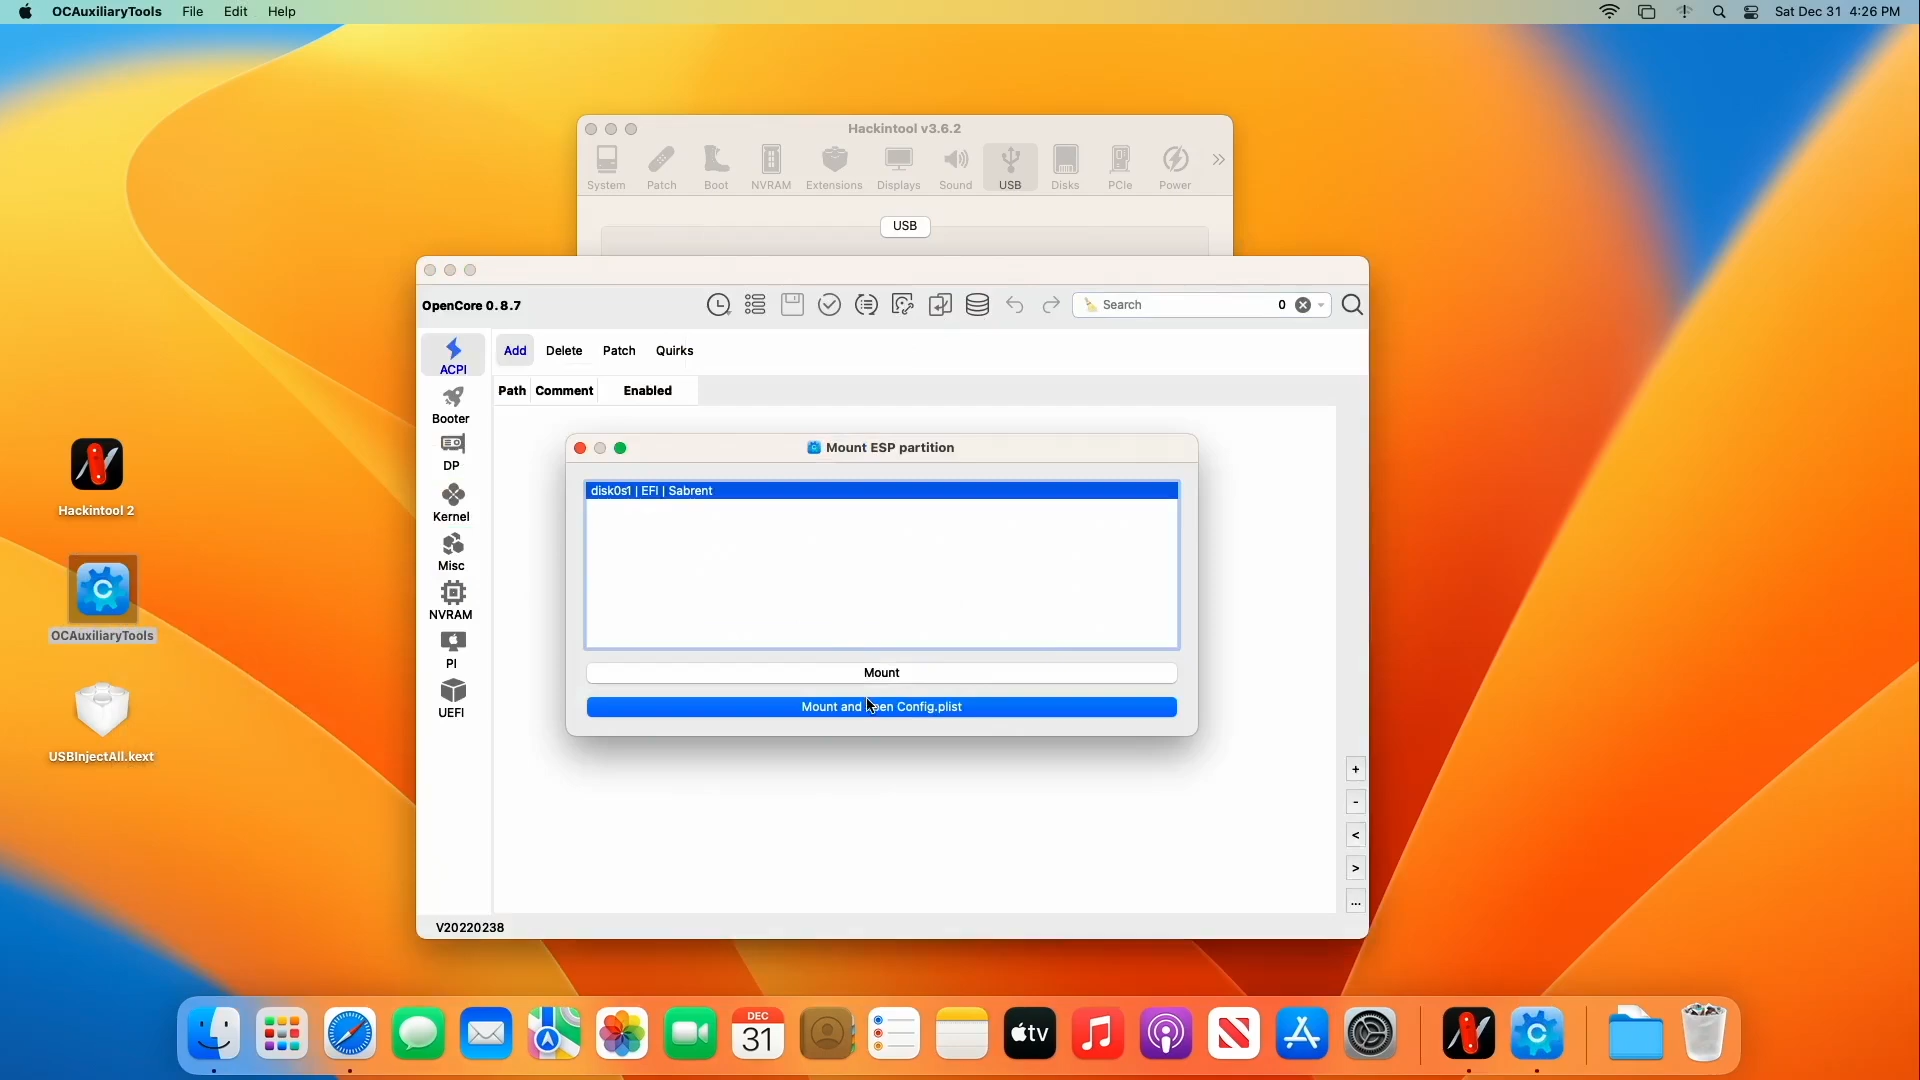 OCAuxiliaryTools File Edit Help
Sat Dec 31 4:26 PM
Hackintool v3.6.2
System Patch Boot NVRAM Extensions Displays Sound USB Disks PCIe Power
USB
OpenCore 0.8.7
Search 0
ACPI
Booter
DP
Kernel
Misc
NVRAM
PI
UEFI
Add Delete Patch Quirks
Path Comment Enabled
Mount ESP partition
disk0s1 | EFI | Sabrent
Mount
Mount and Open Config.plist
+
-
<
>
...
V20220238
Hackintool 2
OCAuxiliaryTools
USBInjectAll.kext
DEC
31
tv